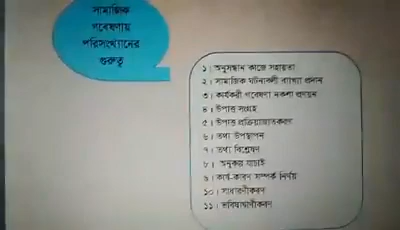 সামাজিক
গবেষণায়
পরিসংখ্যানের
গুরুত্ব
১। অনুসন্ধান কাজে সহায়তা
২। সামাজিক ঘটনাবলী ব্যাখ্যা প্রদান
৩। কার্যকরী গবেষণা নকশা প্রণয়ন
৪। উপাত্ত সংগ্রহ
৫। উপাত্ত প্রক্রিয়াজাতকরণ
৬। তথ্য উপস্থাপন
৭। তথ্য বিশ্লেষণ
৮। অনুকল্প যাচাই
৯। কার্য-কারণ সম্পর্ক নির্ণয়
১০। সাধারণীকরণ
১১। ভবিষ্যদ্বাণীকরণ